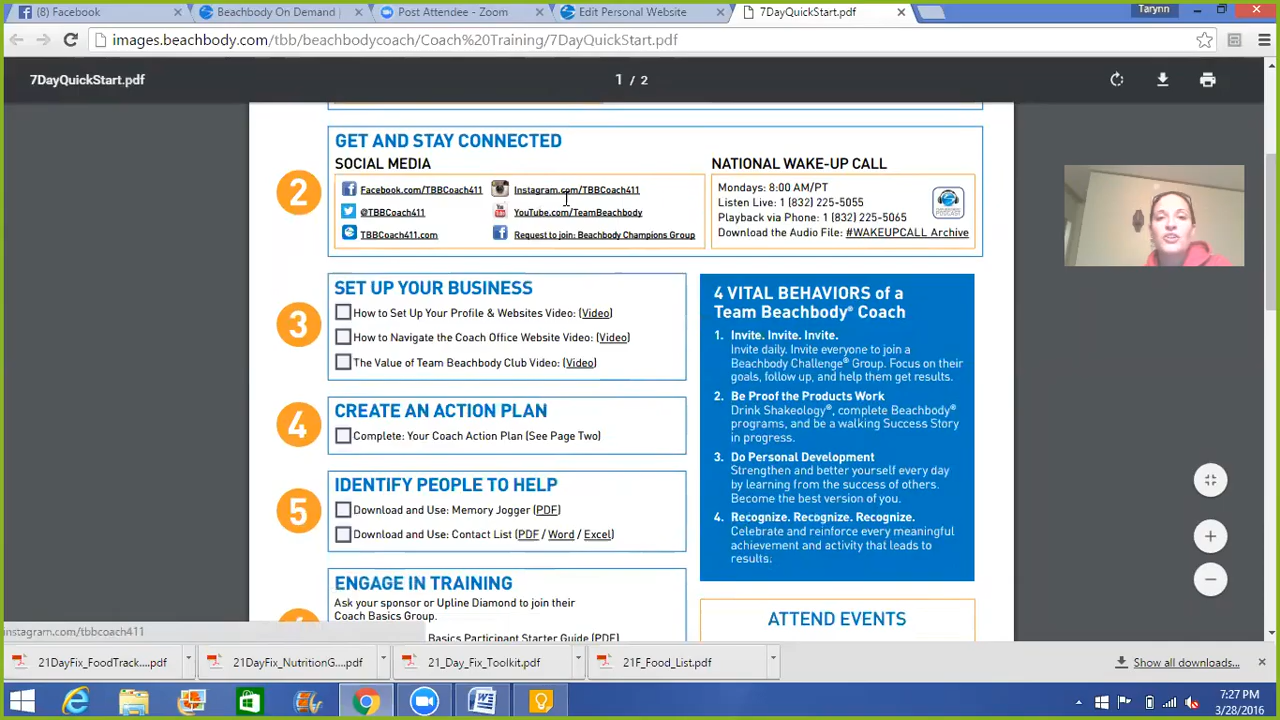 (8) Facebook
Beachbody On Demand
Post Attendee - Zoom
Edit Personal Website
7DayQuickStart.pdf
Tarynn
images.beachbody.com/tbb/beachbodycoach/Coach%20Training/7DayQuickStart.pdf
7DayQuickStart.pdf
1 / 2
2
GET AND STAY CONNECTED
SOCIAL MEDIA
Facebook.com/TBBCoach411
Instagram.com/TBBCoach411
@TBBCoach411
YouTube.com/TeamBeachbody
TBBCoach411.com
Request to join: Beachbody Champions Group
NATIONAL WAKE-UP CALL
Mondays: 8:00 AM/PT
Listen Live: 1 (832) 225-5055
Playback via Phone: 1 (832) 225-5065
Download the Audio File: #WAKEUPCALL Archive
3
SET UP YOUR BUSINESS
How to Set Up Your Profile & Websites Video: (Video)
How to Navigate the Coach Office Website Video: (Video)
The Value of Team Beachbody Club Video: (Video)
4
CREATE AN ACTION PLAN
Complete: Your Coach Action Plan (See Page Two)
5
IDENTIFY PEOPLE TO HELP
Download and Use: Memory Jogger (PDF)
Download and Use: Contact List (PDF / Word / Excel)
ENGAGE IN TRAINING
Ask your sponsor or Upline Diamond to join their
Coach Basics Group.
Basics Participant Starter Guide (PDF)
4 VITAL BEHAVIORS of a
Team Beachbody® Coach
1. Invite. Invite. Invite.
Invite daily. Invite everyone to join a
Beachbody Challenge® Group. Focus on their
goals, follow up, and help them get results.
2. Be Proof the Products Work
Drink Shakeology®, complete Beachbody®
programs, and be a walking Success Story
in progress.
3. Do Personal Development
Strengthen and better yourself every day
by learning from the success of others.
Become the best version of you.
4. Recognize. Recognize. Recognize.
Celebrate and reinforce every meaningful
achievement and activity that leads to
results.
ATTEND EVENTS
instagram.com/tbbcoach411
21DayFix_FoodTrack....pdf
21DayFix_NutritionG....pdf
21_Day_Fix_Toolkit.pdf
21F_Food_List.pdf
Show all downloads...
7:27 PM
3/28/2016